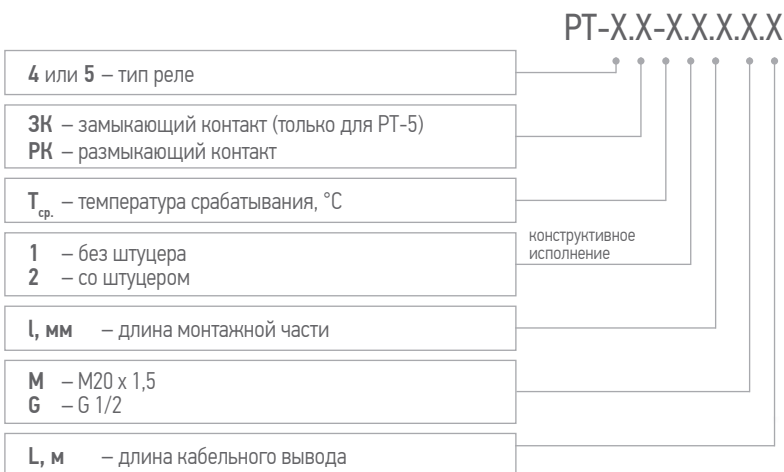 РТ-Х.Х-Х.Х.Х.Х.Х
4 или 5 – тип реле
ЗК – замыкающий контакт (только для РТ-5)
РК – размыкающий контакт
Тср. – температура срабатывания, °С
конструктивное
исполнение
1 – без штуцера
2 – со штуцером
l, мм – длина монтажной части
М – М20 х 1,5
G – G 1/2
L, м – длина кабельного вывода